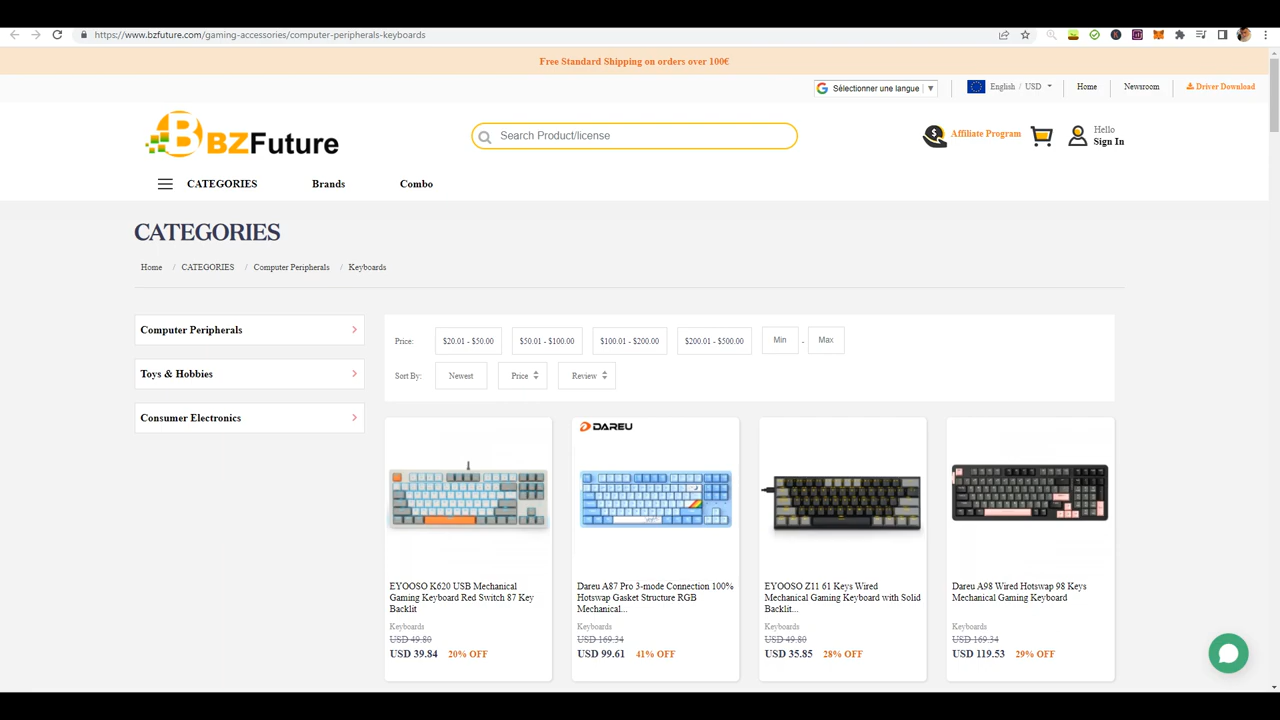 https://www.bzfuture.com/gaming-accessories/computer-peripherals-keyboards
Free Standard Shipping on orders over 100€
Sélectionner une langue
English / USD
Home
Newsroom
Driver Download
BZFuture
Search Product/license
Affiliate Program
Hello
Sign In
CATEGORIES
Brands
Combo
CATEGORIES
Home / CATEGORIES / Computer Peripherals / Keyboards
Computer Peripherals
Toys & Hobbies
Consumer Electronics
Price:
$20.01 - $50.00
$50.01 - $100.00
$100.01 - $200.00
$200.01 - $500.00
Min - Max
Sort By:
Newest
Price
Review
EYOOSO K620 USB Mechanical
Gaming Keyboard Red Switch 87 Key
Backlit
Keyboards
USD 49.80
USD 39.84 20% OFF
DAREU
Dareu A87 Pro 3-mode Connection 100%
Hotswap Gasket Structure RGB
Mechanical...
Keyboards
USD 169.34
USD 99.61 41% OFF
EYOOSO Z11 61 Keys Wired
Mechanical Gaming Keyboard with Solid
Backlit...
Keyboards
USD 49.80
USD 35.85 28% OFF
Dareu A98 Wired Hotswap 98 Keys
Mechanical Gaming Keyboard
Keyboards
USD 169.34
USD 119.53 29% OFF